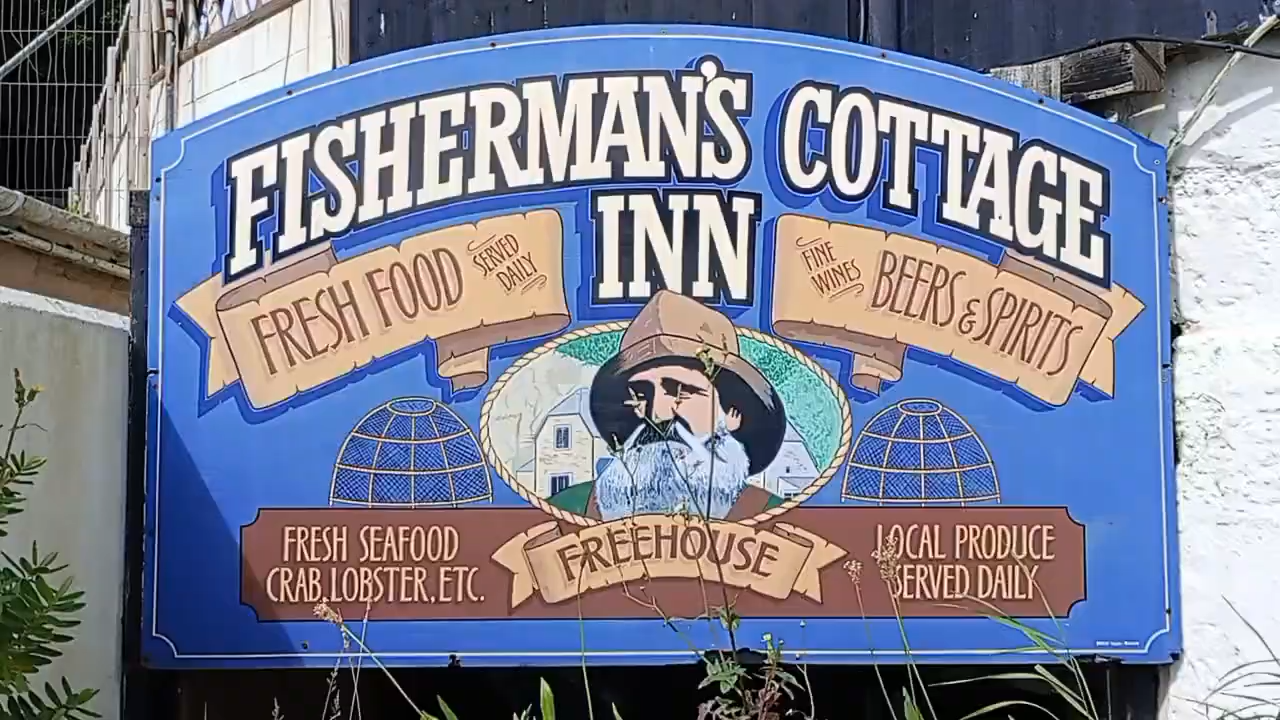 FISHERMAN'S COTTAGE
INN
FRESH FOOD
SERVED
DAILY
FINE
WINES
BEERS & SPIRITS
FRESH SEAFOOD
CRAB, LOBSTER, ETC.
FREEHOUSE
LOCAL PRODUCE
SERVED DAILY